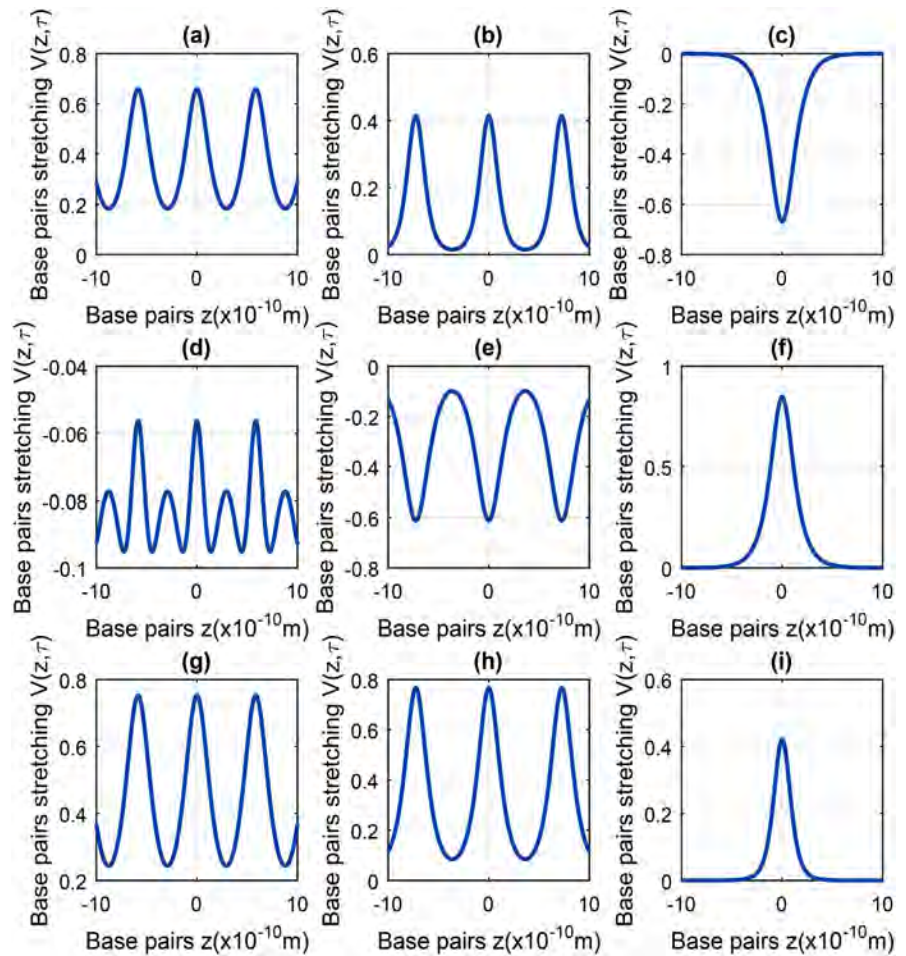 (a) (b) (c)
Base pairs stretching V(z,τ) Base pairs stretching V(z,τ) Base pairs stretching V(z,τ)
0.8 0.6 0
0.6 0.4 -0.2
0.4 -0.4
0.2 0.2 -0.6
0 0 -0.8
-10 0 10 -10 0 10 -10 0 10
Base pairs z(x10⁻¹⁰m) Base pairs z(x10⁻¹⁰m) Base pairs z(x10⁻¹⁰m)
(d) (e) (f)
Base pairs stretching V(z,τ) Base pairs stretching V(z,τ) Base pairs stretching V(z,τ)
-0.04 0 1
-0.06 -0.2
-0.4 0.5
-0.08 -0.6
-0.1 -0.8 0
-10 0 10 -10 0 10 -10 0 10
Base pairs z(x10⁻¹⁰m) Base pairs z(x10⁻¹⁰m) Base pairs z(x10⁻¹⁰m)
(g) (h) (i)
Base pairs stretching V(z,τ) Base pairs stretching V(z,τ) Base pairs stretching V(z,τ)
0.8 0.8 0.6
0.6 0.6 0.4
0.4 0.4 0.2
0.2
0.2 0 0
-10 0 10 -10 0 10 -10 0 10
Base pairs z(x10⁻¹⁰m) Base pairs z(x10⁻¹⁰m) Base pairs z(x10⁻¹⁰m)